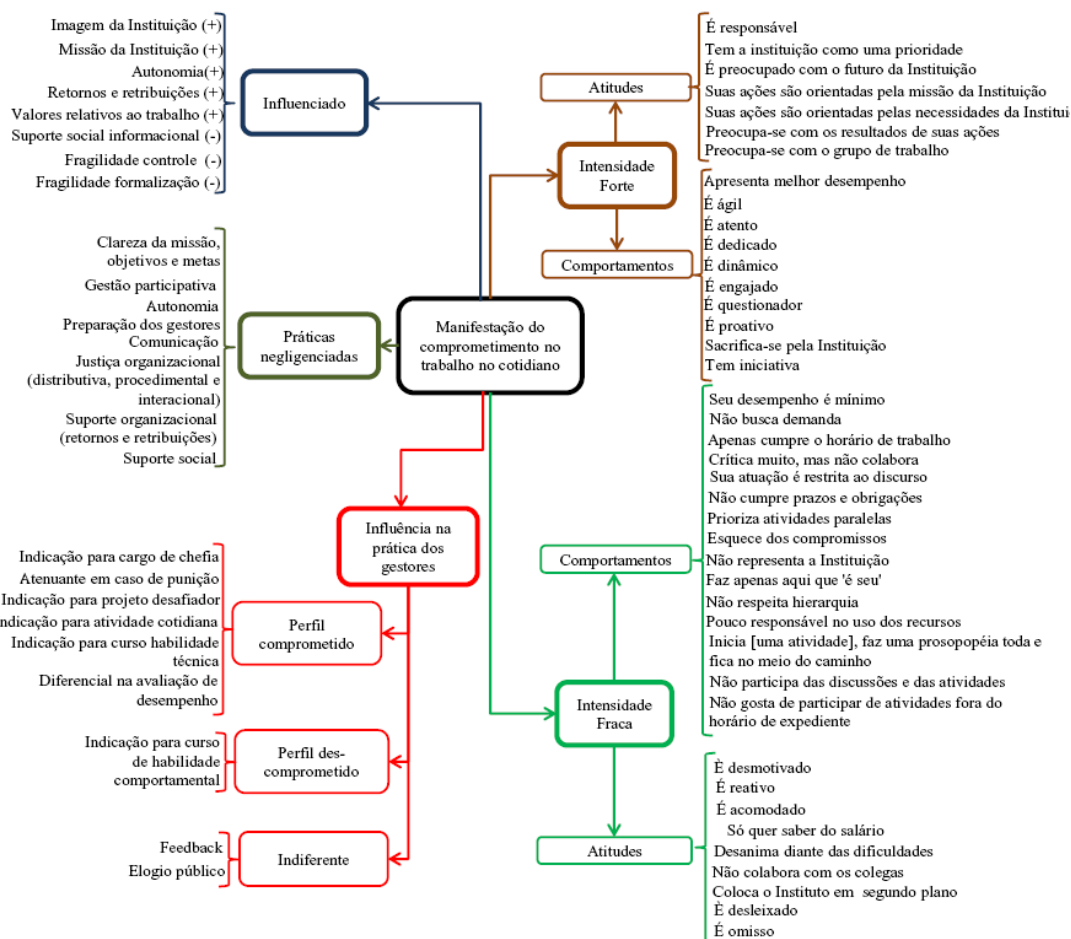 Imagem da Instituição (+)
Missão da Instituição (+)
Autonomia(+)
Retornos e retribuições (+)
Valores relativos ao trabalho (+)
Suporte social informacional (-)
Fragilidade controle (-)
Fragilidade formalização (-)
Influenciado
Clareza da missão,
objetivos e metas
Gestão participativa
Autonomia
Preparação dos gestores
Comunicação
Justiça organizacional
(distributiva, procedimental e
interacional)
Suporte organizacional
(retornos e retribuições)
Suporte social
Práticas
negligenciadas
Manifestação do
comprometimento no
trabalho no cotidiano
Intensidade
Forte
Atitudes
É responsável
Tem a instituição como uma prioridade
É preocupado com o futuro da Instituição
Suas ações são orientadas pela missão da Instituição
Suas ações são orientadas pelas necessidades da Institui
Preocupa-se com os resultados de suas ações
Preocupa-se com o grupo de trabalho
Comportamentos
Apresenta melhor desempenho
É ágil
É atento
É dedicado
É dinâmico
É engajado
É questionador
É proativo
Sacrifica-se pela Instituição
Tem iniciativa
Influência na
prática dos
gestores
Indicação para cargo de chefia
Atenuante em caso de punição
Indicação para projeto desafiador
ndicação para atividade cotidiana
Indicação para curso habilidade
técnica
Diferencial na avaliação de
desempenho
Perfil
comprometido
Indicação para curso
de habilidade
comportamental
Perfil des-
comprometido
Feedback
Elogio público
Indiferente
Intensidade
Fraca
Comportamentos
Seu desempenho é mínimo
Não busca demanda
Apenas cumpre o horário de trabalho
Crítica muito, mas não colabora
Sua atuação é restrita ao discurso
Não cumpre prazos e obrigações
Prioriza atividades paralelas
Esquece dos compromissos
Não representa a Instituição
Faz apenas aqui que 'é seu'
Não respeita hierarquia
Pouco responsável no uso dos recursos
Inicia [uma atividade], faz uma prosopopéia toda e
fica no meio do caminho
Não participa das discussões e das atividades
Não gosta de participar de atividades fora do
horário de expediente
Atitudes
È desmotivado
É reativo
É acomodado
Só quer saber do salário
Desanima diante das dificuldades
Não colabora com os colegas
Coloca o Instituto em segundo plano
È desleixado
É omisso